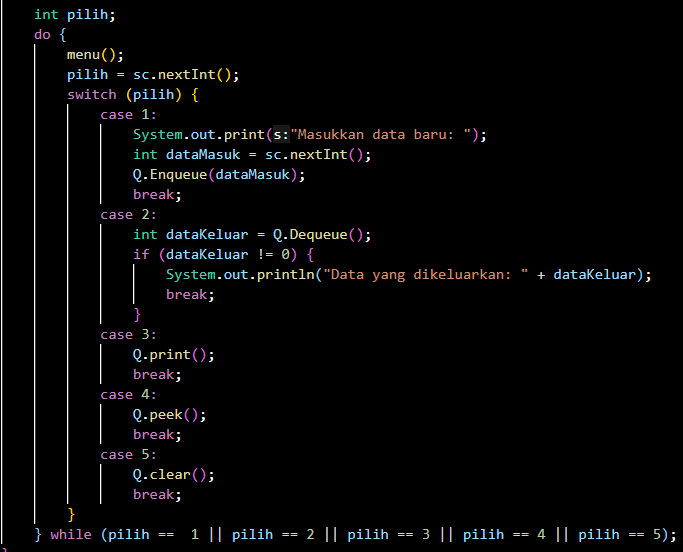 int pilih;
do {
    menu();
    pilih = sc.nextInt();
    switch (pilih) {
        case 1:
            System.out.print(s:"Masukkan data baru: ");
            int dataMasuk = sc.nextInt();
            Q.Enqueue(dataMasuk);
            break;
        case 2:
            int dataKeluar = Q.Dequeue();
            if (dataKeluar != 0) {
                System.out.println("Data yang dikeluarkan: " + dataKeluar);
                break;
            }
        case 3:
            Q.print();
            break;
        case 4:
            Q.peek();
            break;
        case 5:
            Q.clear();
            break;
    }
} while (pilih ==  1 || pilih == 2 || pilih == 3 || pilih == 4 || pilih == 5);
}